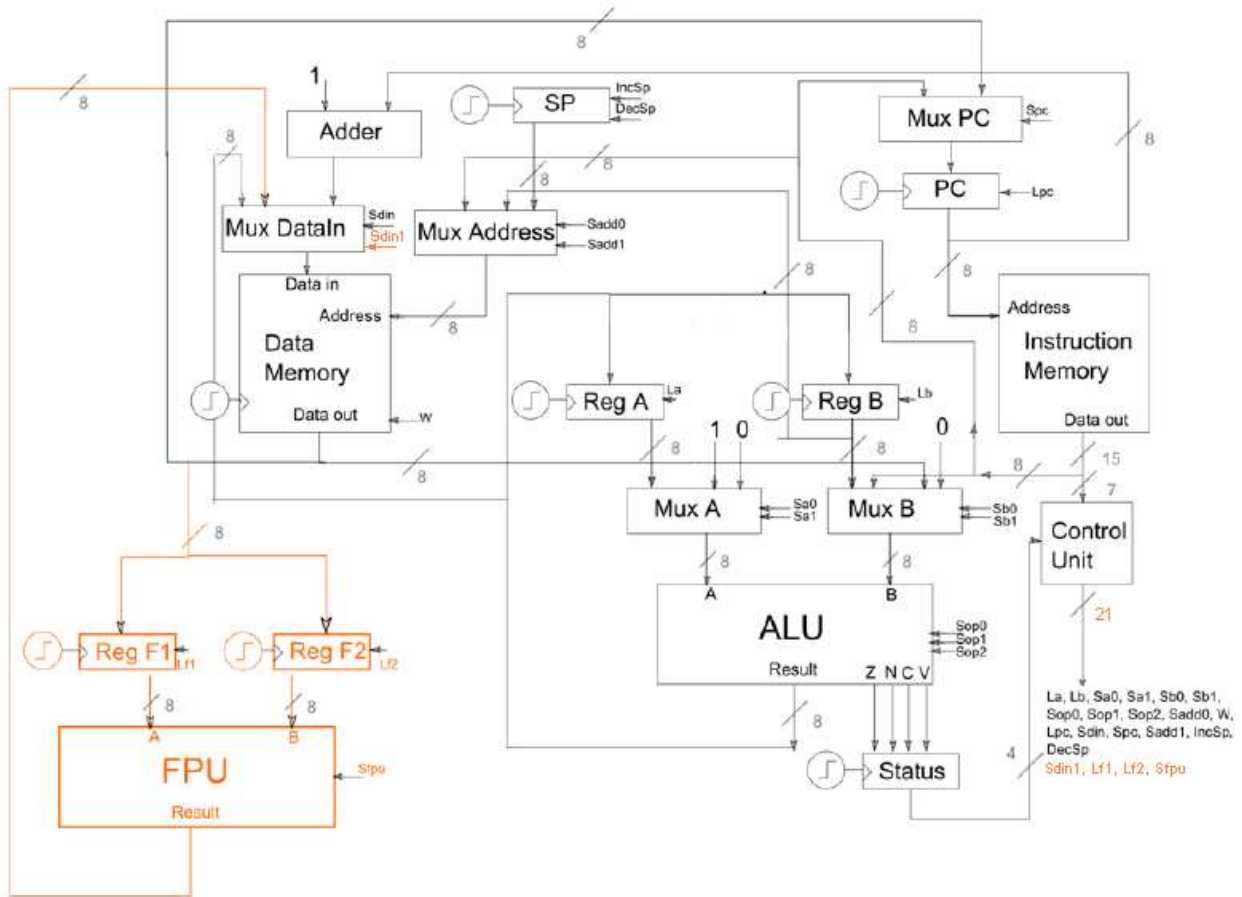 8
8
1
IncSp
SP
DecSp
Adder
Mux PC
Spc
8
8
8
8
PC
Lpc
Sdin
Mux DataIn
Sdin1
Mux Address
Sadd0
Sadd1
8
8
Data in
Address
8
8
Address
Data
Memory
Instruction
Memory
La
Reg A
Reg B
Lb
Data out
W
Data out
1 0
0
8
8
8
8
15
7
Mux A
Sa0
Sa1
Mux B
Sb0
Sb1
Control
Unit
8
8
8
A
B
21
ALU
Sop0
Sop1
Sop2
Result
Z N C V
Reg F1
Lf1
Reg F2
Lf2
8
8
8
A
B
FPU
Sfpu
Result
Status
4
La, Lb, Sa0, Sa1, Sb0, Sb1,
Sop0, Sop1, Sop2, Sadd0, W,
Lpc, Sdin, Spc, Sadd1, IncSp,
DecSp
Sdin1, Lf1, Lf2, Sfpu